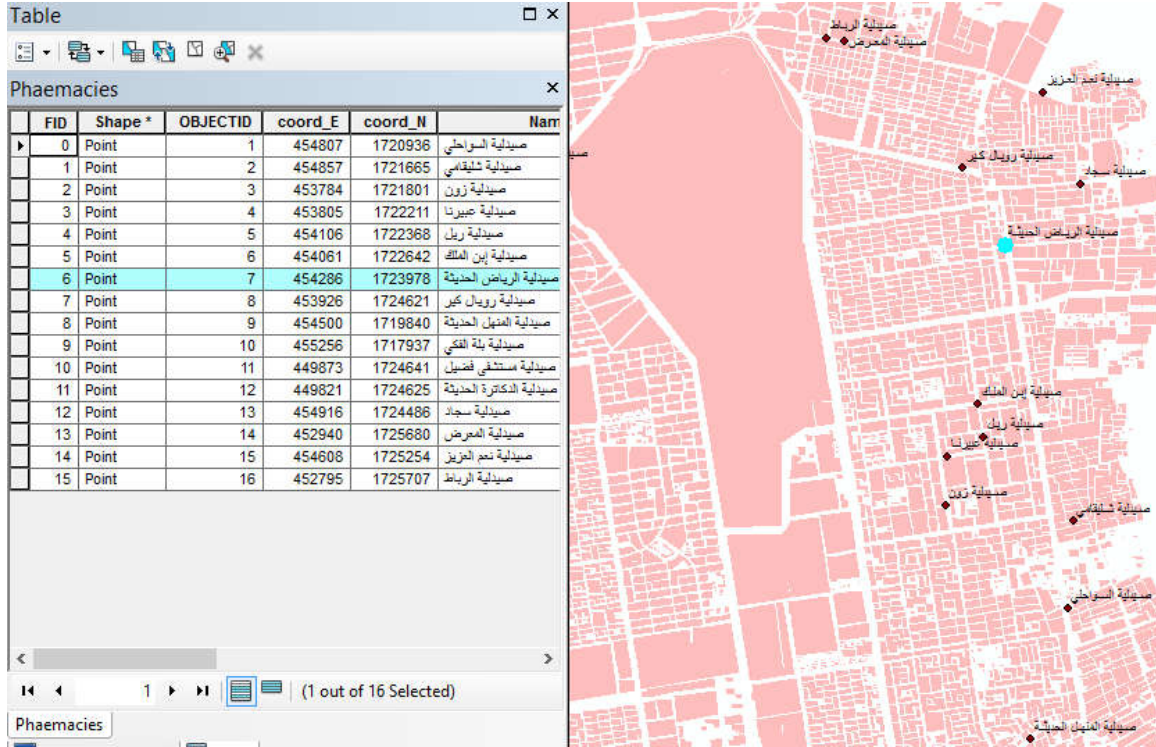 Table
Phaemacies
FID Shape * OBJECTID coord_E coord_N Nam
0 Point 1 454807 1720936 صيدلية السواحلي
1 Point 2 454857 1721665 صيدلية شليقامي
2 Point 3 453784 1721801 صيدلية زون
3 Point 4 453805 1722211 صيدلية عبيرنا
4 Point 5 454106 1722368 صيدلية ريل
5 Point 6 454061 1722642 صيدلية إبن الملك
6 Point 7 454286 1723978 صيدلية الرياض الحديثة
7 Point 8 453926 1724621 صيدلية رويال كير
8 Point 9 454500 1719840 صيدلية المنهل الحديثة
9 Point 10 455256 1717937 صيدلية بلة الفكي
10 Point 11 449873 1724641 صيدلية مستشفى فضيل
11 Point 12 449821 1724625 صيدلية الدكاترة الحديثة
12 Point 13 454916 1724486 صيدلية سجاد
13 Point 14 452940 1725680 صيدلية المعرض
14 Point 15 454608 1725254 صيدلية نعم العزيز
15 Point 16 452795 1725707 صيدلية الرباط
1 (1 out of 16 Selected)
Phaemacies
صيدلية الرباط
صيدلية المعرض
صيدلية نعم العزيز
صيدلية رويال كير
صيدلية سجاد
صيدلية الرياض الحديثة
صيدلية إبن الملك
صيدلية ريل
صيدلية عبيرنا
صيدلية زون
صيدلية شليقامي
صيدلية السواحلي
صيدلية المنهل الحديثة